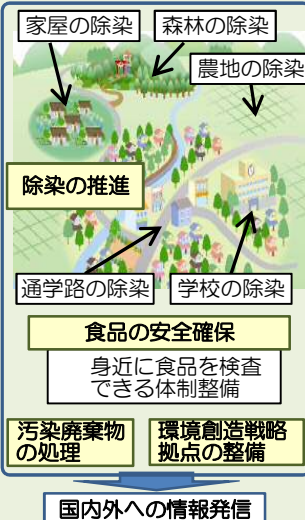 家屋の除染
森林の除染
農地の除染
除染の推進
通学路の除染
学校の除染
食品の安全確保
身近に食品を検査
できる体制整備
汚染廃棄物
の処理
環境創造戦略
拠点の整備
国内外への情報発信